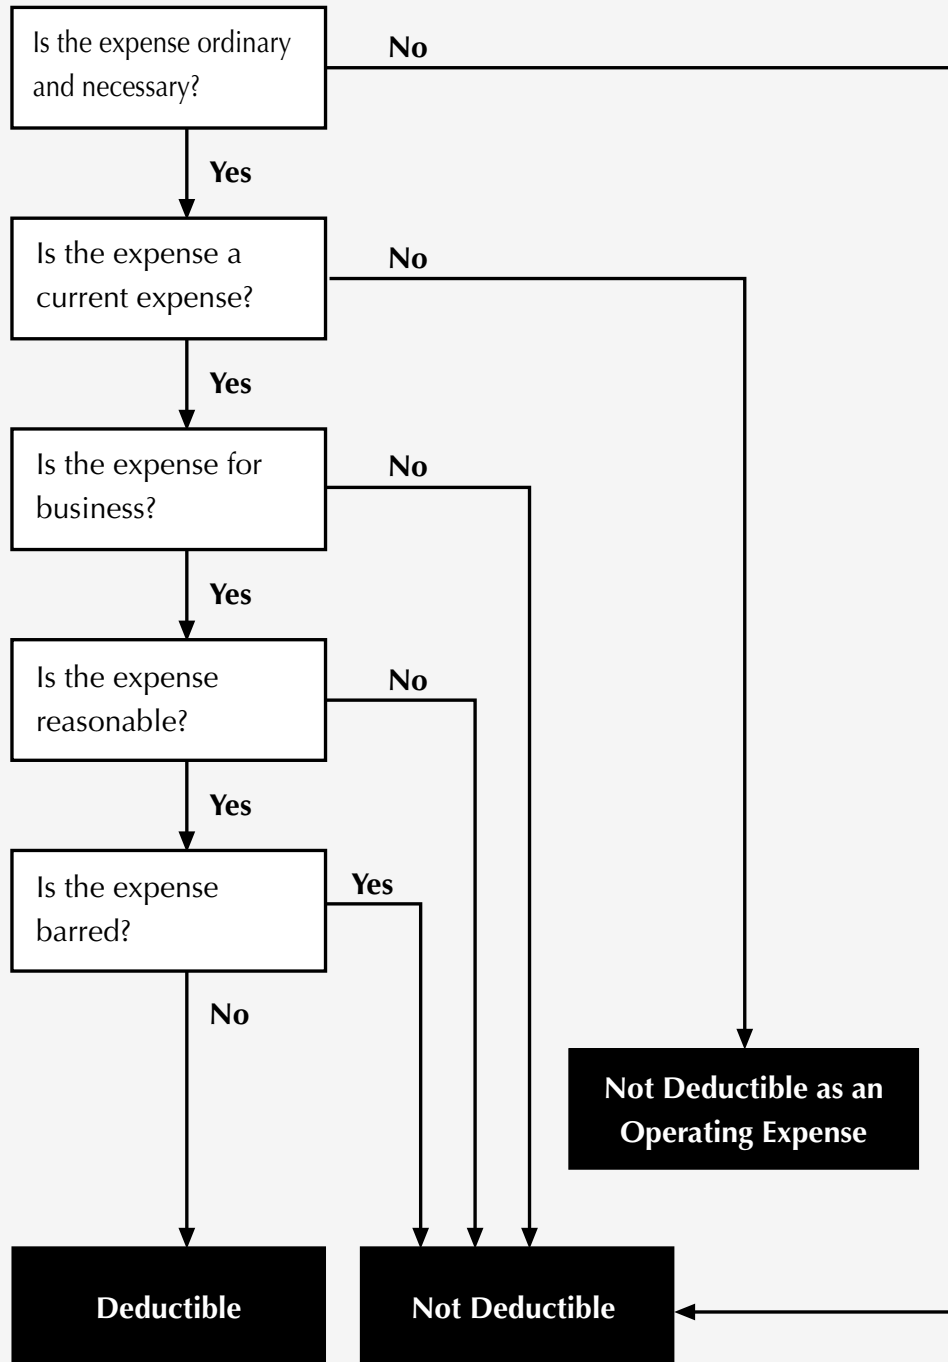 Is the expense ordinary
and necessary?
No
Yes
Is the expense a
current expense?
No
Yes
Is the expense for
business?
No
Yes
Is the expense
reasonable?
No
Yes
Is the expense
barred?
Yes
No
Not Deductible as an
Operating Expense
Deductible
Not Deductible